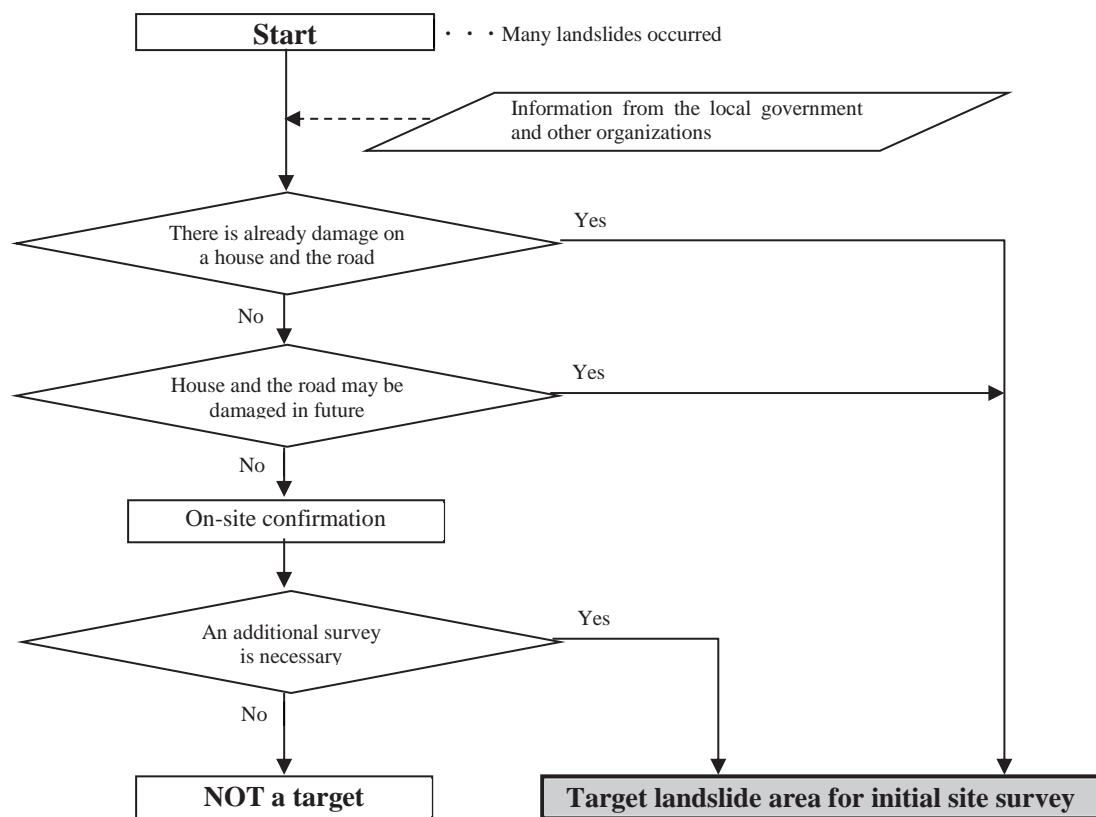 Start
・・・Many landslides occurred
Information from the local government
and other organizations
There is already damage on
a house and the road
Yes
No
House and the road may be
damaged in future
Yes
No
On-site confirmation
An additional survey
is necessary
Yes
No
NOT a target
Target landslide area for initial site survey